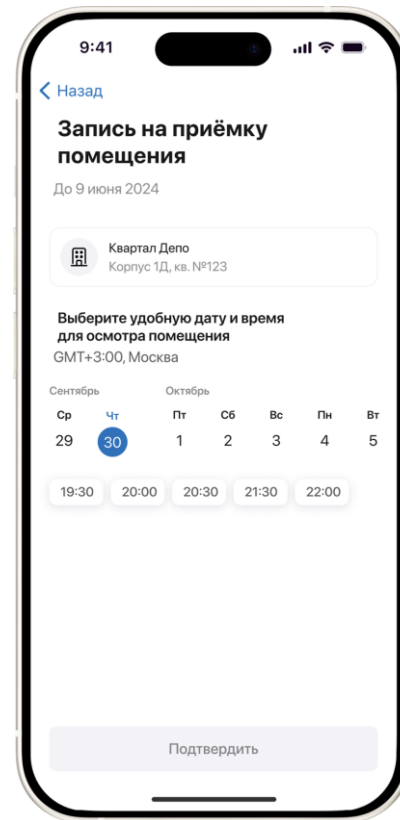 9:41
Назад
Запись на приёмку
помещения
До 9 июня 2024
Квартал Депо
Корпус 1Д, кв. №123
Выберите удобную дату и время
для осмотра помещения
GMT+3:00, Москва
Сентябрь Октябрь
Ср Чт Пт Сб Вс Пн Вт
29 30 1 2 3 4 5
19:30 20:00 20:30 21:30 22:00
Подтвердить